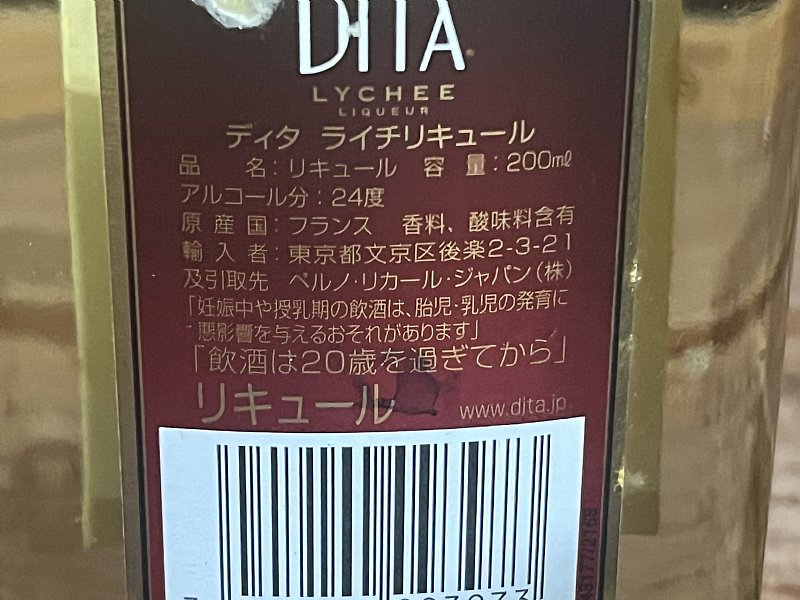 DITA
LYCHEE
LIQUEUR
ディタ ライチリキュール
品 名：リキュール 容 量：200ml
アルコール分：24度
原産国：フランス 香料、酸味料含有
輸入者：東京都文京区後楽2-3-21
及引取先 ペルノ・リカール・ジャパン(株)
「妊娠中や授乳期の飲酒は、胎児・乳児の発育に
悪影響を与えるおそれがあります」
「飲酒は20歳を過ぎてから」
リキュール www.dita.jp